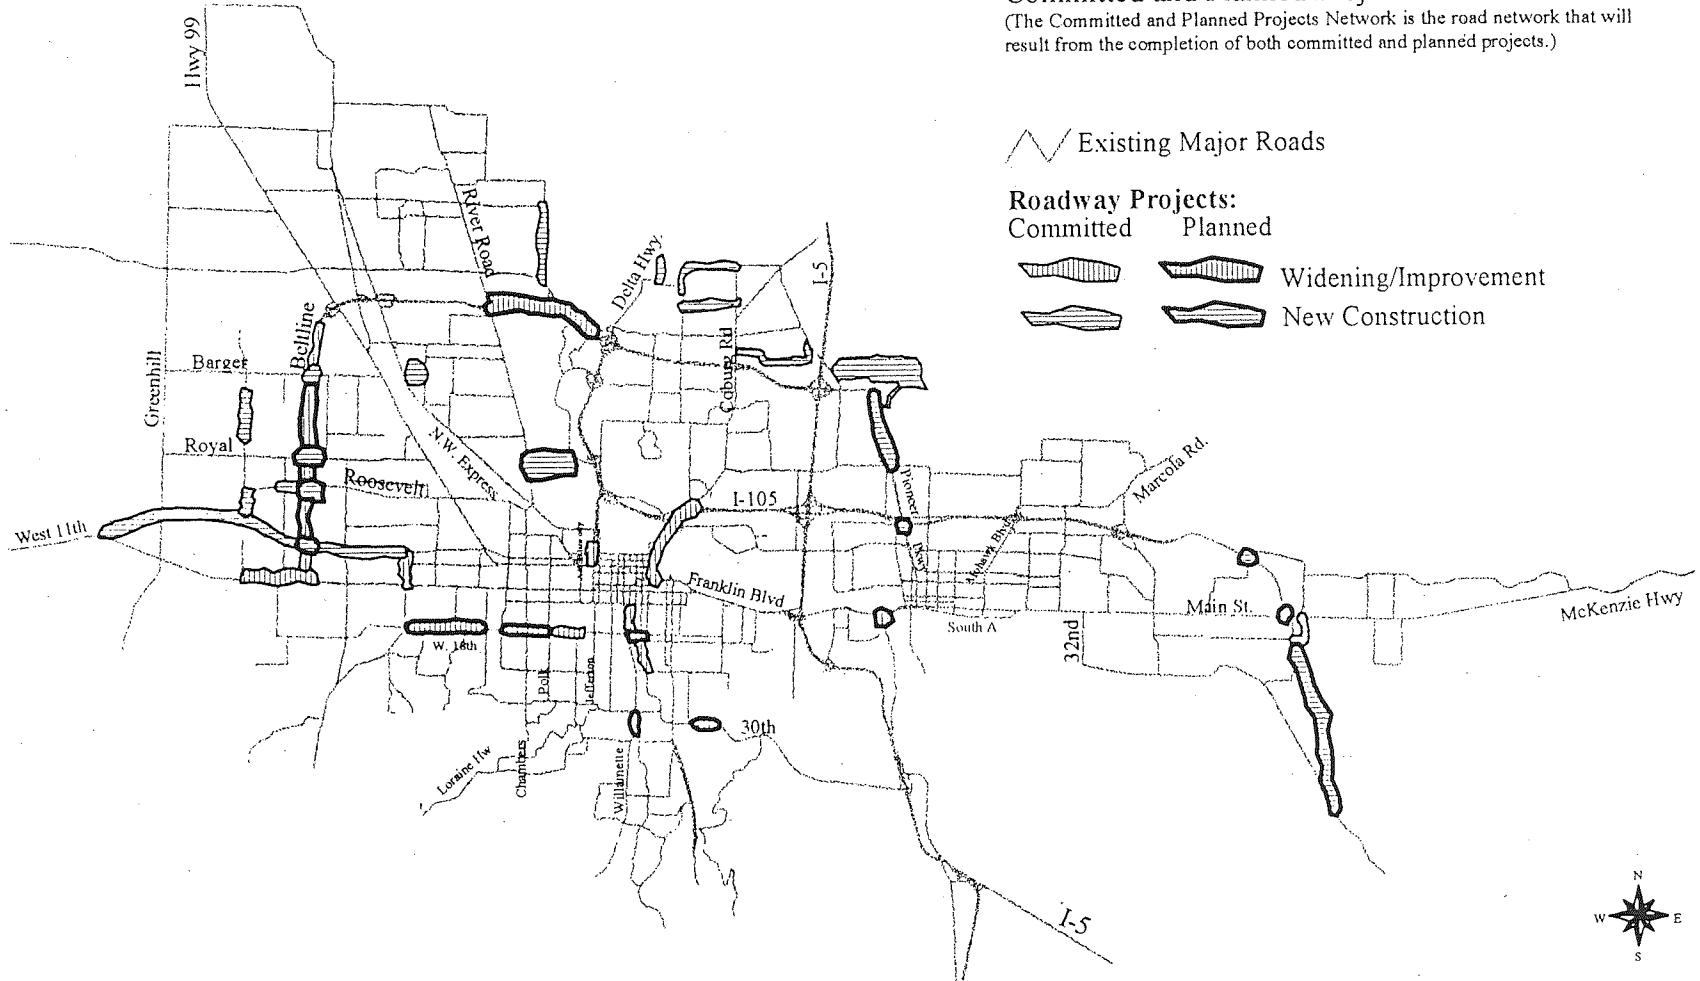 (The Committed and Planned Projects Network is the road network that will
result from the completion of both committed and planned projects.)
Existing Major Roads
Roadway Projects:
Committed Planned
Widening/Improvement
New Construction
Hwy 99
River Road
Delta Hwy.
I-5
Beltline
Barger
Greenhill
Coburg Rd
Royal
N.W. Express
Roosevelt
I-105
Pioneer
Pkwy
Marcola Rd.
West 11th
Mohawk Blvd
Franklin Blvd
Main St.
McKenzie Hwy
South A
32nd
W. 18th
Polk
Jefferson
30th
Loraine Hw
Chambers
Willamette
I-5
N
W E
S